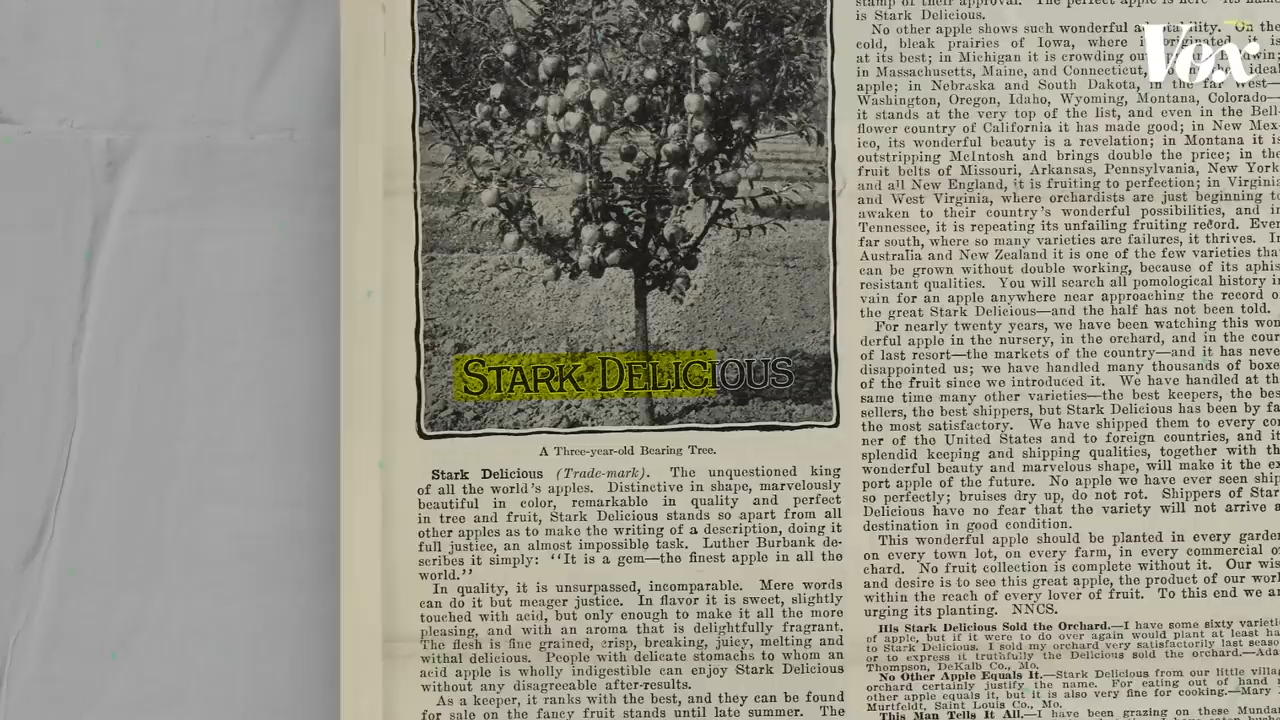 Vox
STARK DELICIOUS
A Three-year-old Bearing Tree.
Stark Delicious (Trade-mark). The unquestioned king
of all the world's apples. Distinctive in shape, marvelously
beautiful in color, remarkable in quality and perfect
in tree and fruit, Stark Delicious stands so apart from all
other apples as to make the writing of a description, doing it
full justice, an almost impossible task. Luther Burbank de-
scribes it simply: "It is a gem—the finest apple in all the
world."
In quality, it is unsurpassed, incomparable. Mere words
can do it but meager justice. In flavor it is sweet, slightly
touched with acid, but only enough to make it all the more
pleasing, and with an aroma that is delightfully fragrant.
The flesh is fine grained, crisp, breaking, juicy, melting and
withal delicious. People with delicate stomachs to whom an
acid apple is wholly indigestible can enjoy Stark Delicious
without any disagreeable after-results.
As a keeper, it ranks with the best, and they can be found
for sale on the fancy fruit stands until late summer. The
stamp of their approval. The perfect apple is here its name
is Stark Delicious.
No other apple shows such wonderful On the
cold, bleak prairies of Iowa, where it originated, it is
at its best; in Michigan it is crowding
in Massachusetts, Maine, and Connecticut, ideal
apple; in Nebraska and South Dakota, in the far West—
Washington, Oregon, Idaho, Wyoming, Montana, Colorado—
it stands at the very top of the list, and even in the Bell-
flower country of California it has made good; in New Mex-
ico, its wonderful beauty is a revelation; in Montana it is
outstripping McIntosh and brings double the price; in the
fruit belts of Missouri, Arkansas, Pennsylvania, New York
and all New England, it is fruiting to perfection; in Virginia
and West Virginia, where orchardists are just beginning to
awaken to their country's wonderful possibilities, and in
Tennessee, it is repeating its unfailing fruiting record. Even
far south, where so many varieties are failures, it thrives. In
Australia and New Zealand it is one of the few varieties that
can be grown without double working, because of its aphis
resistant qualities. You will search all pomological history in
vain for an apple anywhere near approaching the record of
the great Stark Delicious—and the half has not been told.
For nearly twenty years, we have been watching this won-
derful apple in the nursery, in the orchard, and in the cour
of last resort—the markets of the country—and it has neve
disappointed us; we have handled many thousands of boxe
of the fruit since we introduced it. We have handled at the
same time many other varieties—the best keepers, the bes
sellers, the best shippers, but Stark Delicious has been by fa
the most satisfactory. We have shipped them to every cor
ner of the United States and to foreign countries, and it
splendid keeping and shipping qualities, together with th
wonderful beauty and marvelous shape, will make it the ex
port apple of the future. No apple we have ever seen ship
so perfectly; bruises dry up, do not rot. Shippers of Star
Delicious have no fear that the variety will not arrive a
destination in good condition.
This wonderful apple should be planted in every garde
on every town lot, on every farm, in every commercial o
chard. No fruit collection is complete without it. Our wis
and desire is to see this great apple, the product of our worl
within the reach of every lover of fruit. To this end we ar
urging its planting. NNCS.
His Stark Delicious Sold the Orchard.—I have some sixty varieti
of apple, but if it were to do over again would plant at least ha
to Delicious. I sold my orchard very satisfactorily last seaso
or to express it truthfully the Delicious sold the orchard.—Ada
Thompson, DeKalb Co., Mo.
No Other Apple Equals It.—Stark Delicious from our little villag
orchard certainly justify the name. For eating out of hand
other apple equals it, but it is also very fine for cooking.—Mary
Murtfeldt, Saint Louis Co., Mo.
This Man Tells It All.—I have been grazing on these Munda